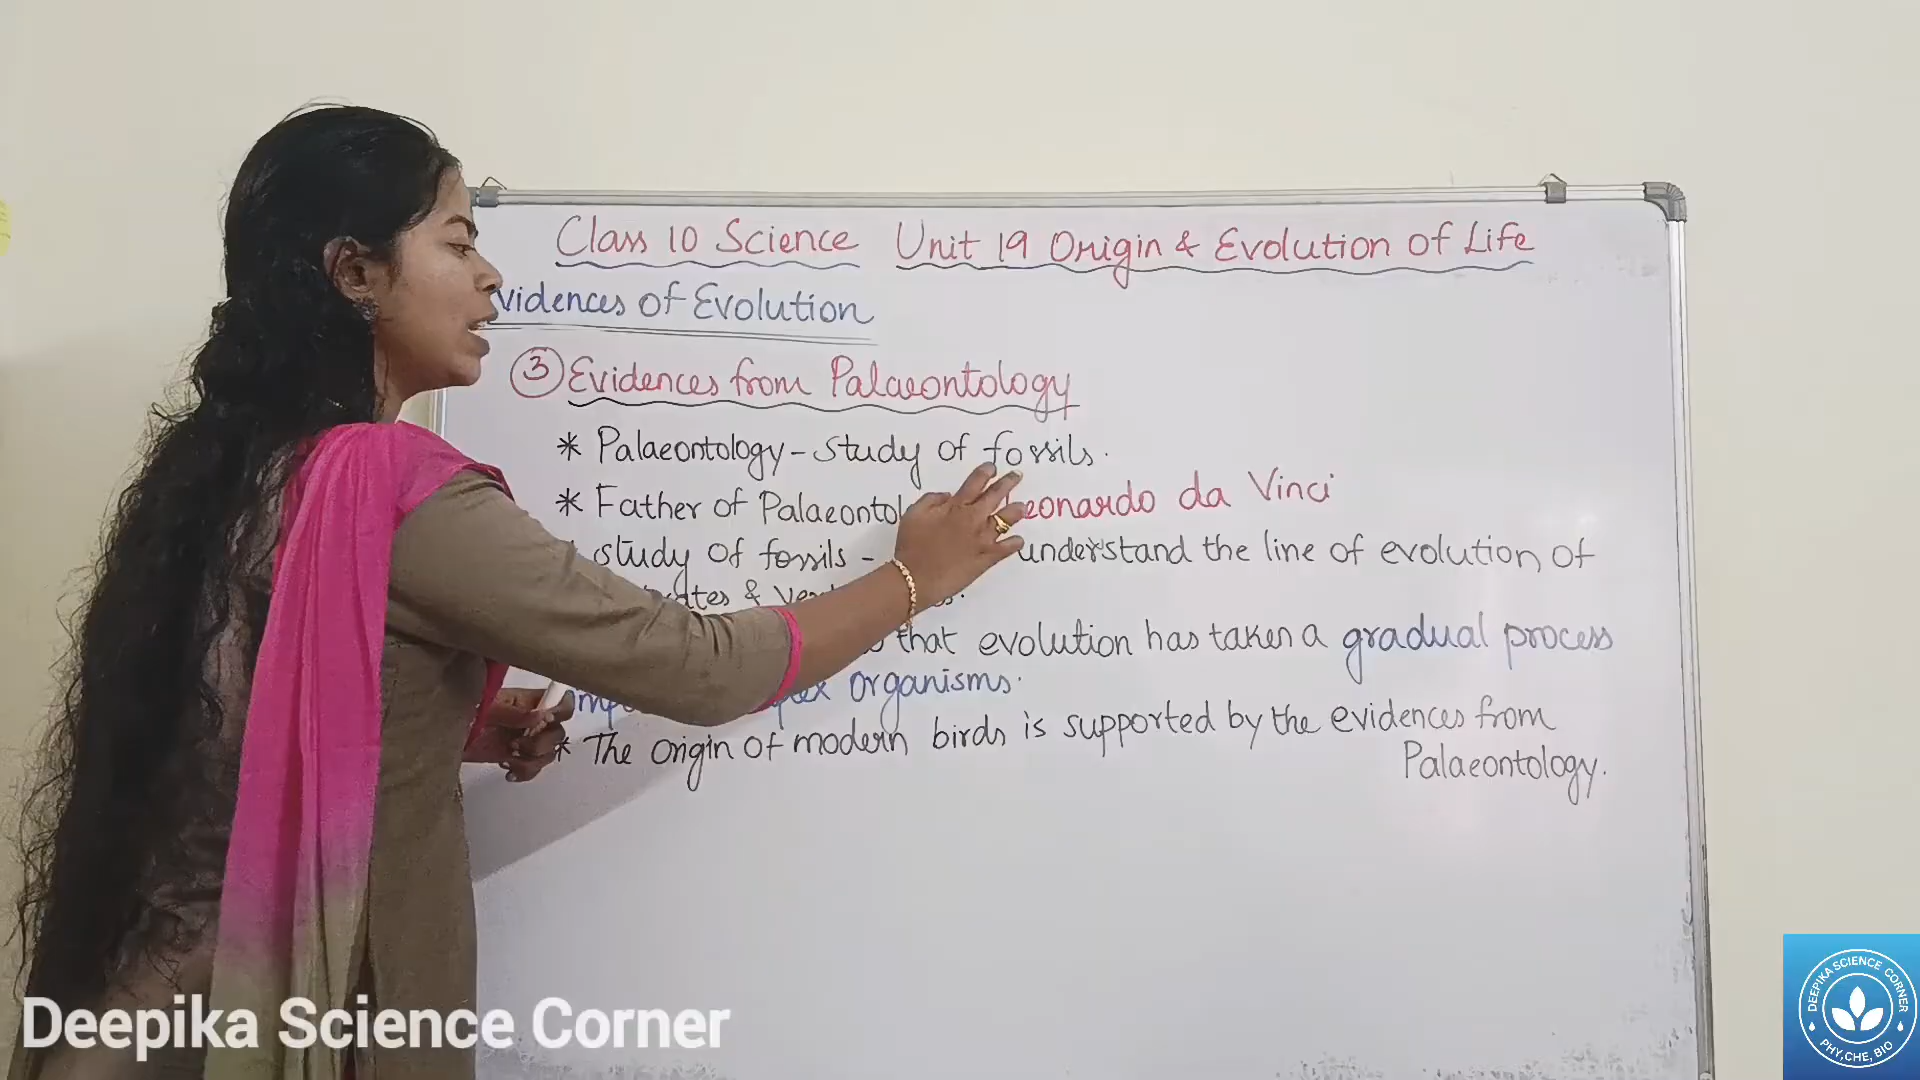 Class 10 Science Unit 19 Origin & Evolution of Life
vidences of Evolution
3 Evidences from Palaeontology
* Palaeontology - Study of fossils.
* Father of Palaeontol eonardo da Vinci
study of fossils - understand the line of evolution of
tes & Ve
that evolution has taken a gradual process
organisms.
* The origin of modern birds is supported by the evidences from
Palaeontology.
Deepika Science Corner
DEEPIKA SCIENCE CORNER
PHY, CHE, BIO